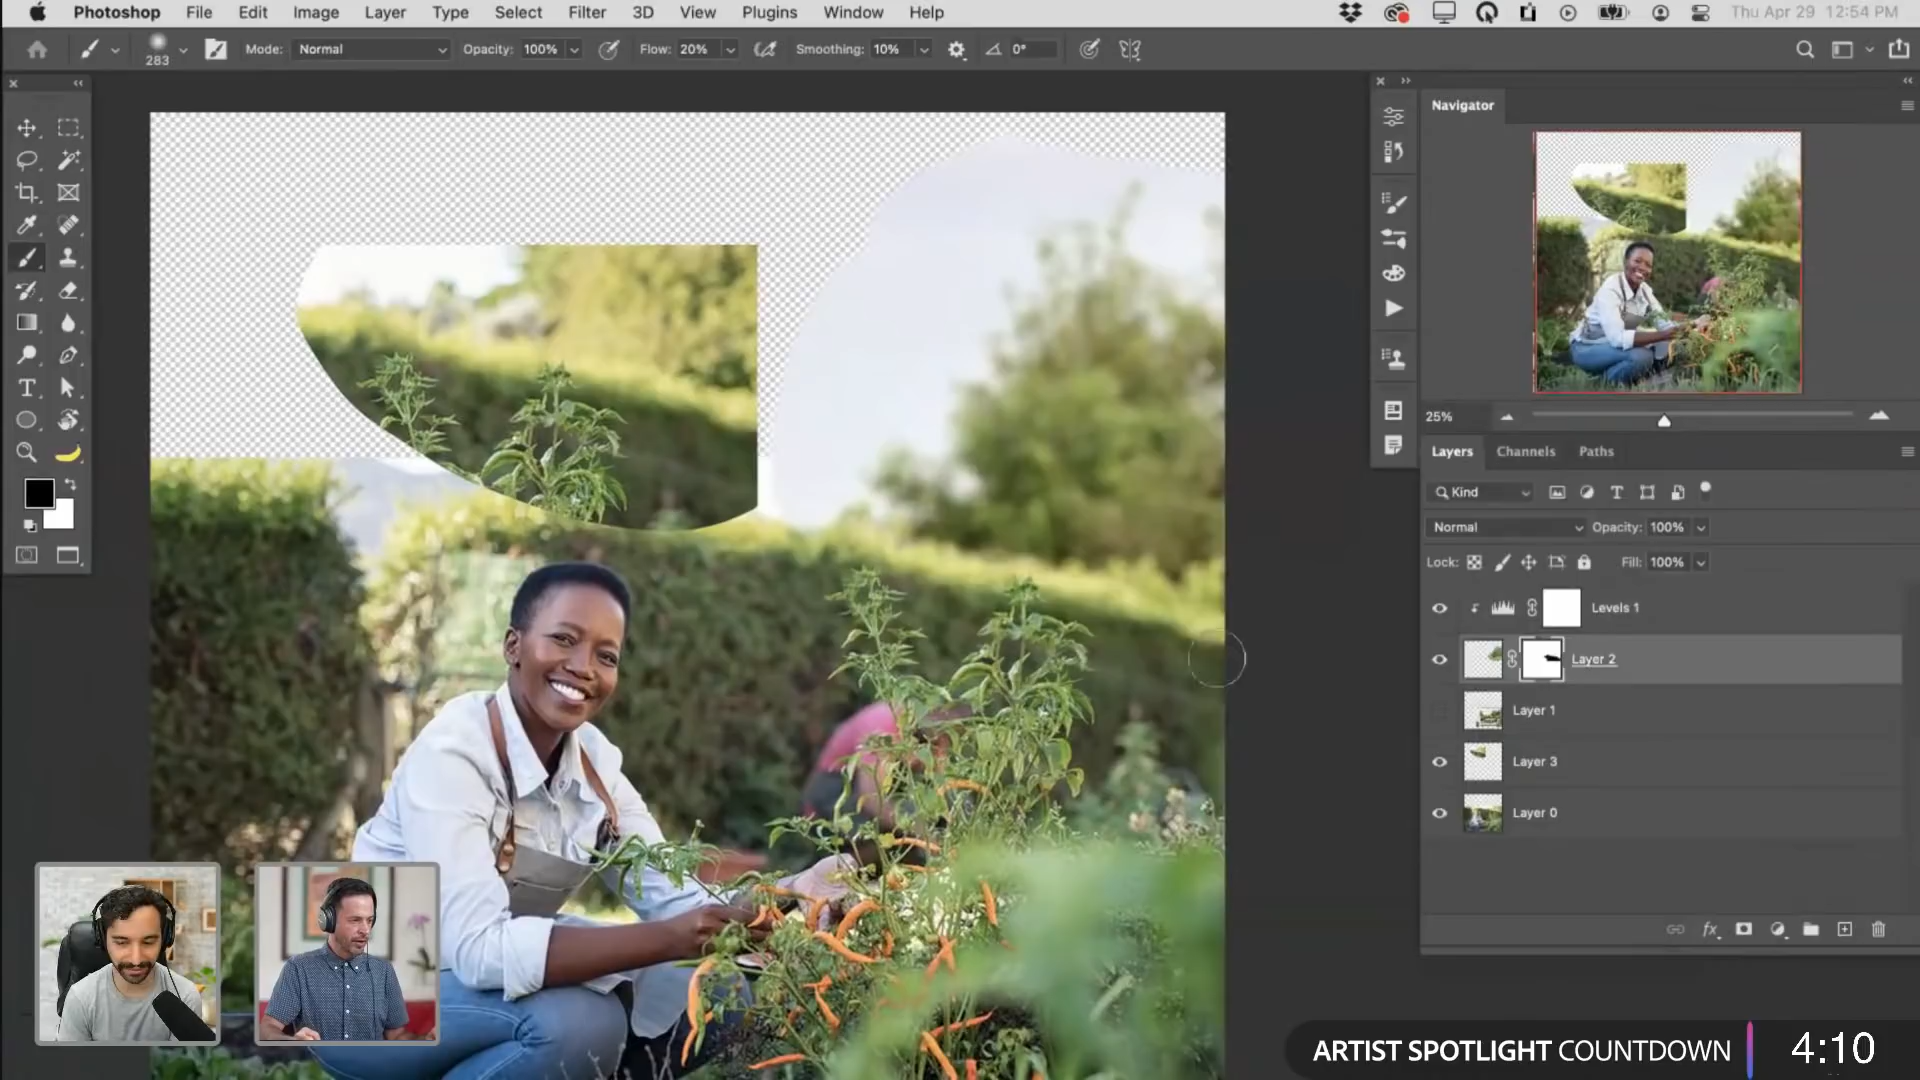 Photoshop File Edit Image Layer Type Select Filter 3D View Plugins Window Help Thu Apr 29 12:54 PM
283 Mode: Normal Opacity: 100% Flow: 20% Smoothing: 10% 0°
Navigator
25%
Layers Channels Paths
Kind
Normal Opacity: 100%
Lock: Fill: 100%
Levels 1
Layer 2
Layer 1
Layer 3
Layer 0
fx
ARTIST SPOTLIGHT COUNTDOWN 4:10